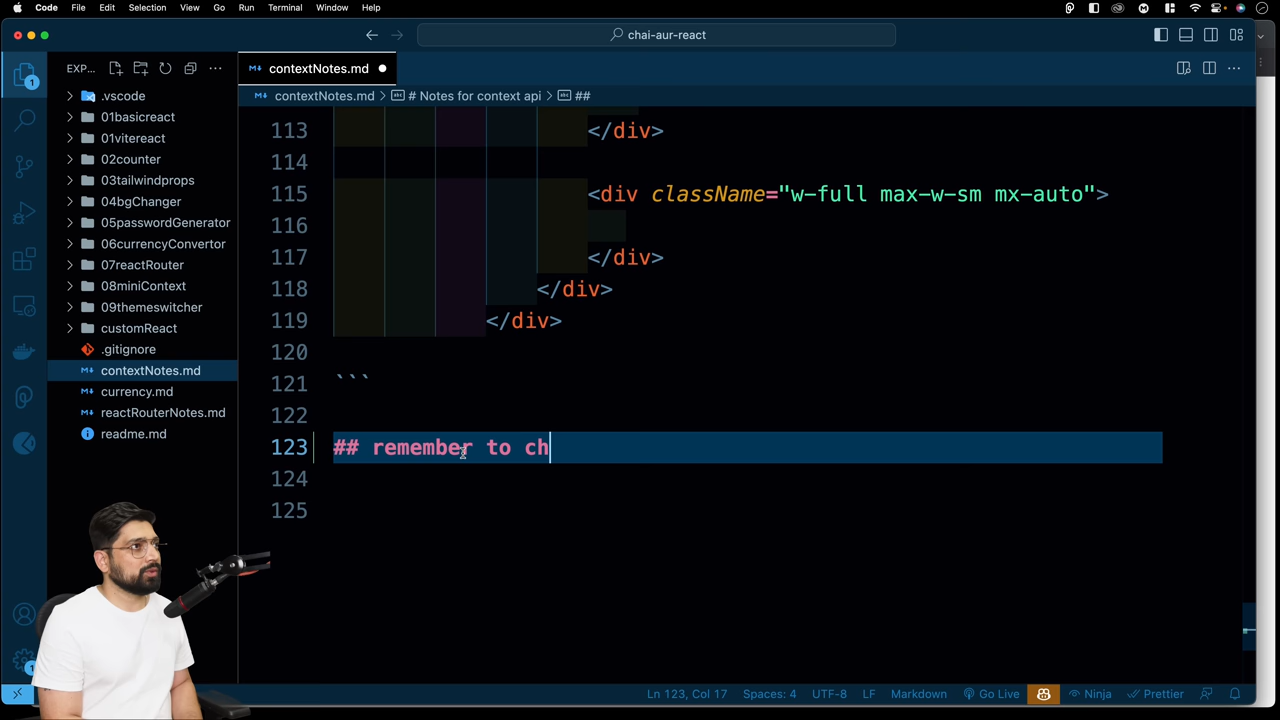 Code File Edit Selection View Go Run Terminal Window Help
chai-aur-react
EXP...
contextNotes.md
contextNotes.md > # Notes for context api > ##
.vscode
01basicreact
01vitereact
02counter
03tailwindprops
04bgChanger
05passwordGenerator
06currencyConvertor
07reactRouter
08miniContext
09themeswitcher
customReact
.gitignore
contextNotes.md
currency.md
reactRouterNotes.md
readme.md
1
1
113 </div>
114
115 <div className="w-full max-w-sm mx-auto">
116
117 </div>
118 </div>
119 </div>
120
121 ```
122
123 ## remember to ch
124
125
Ln 123, Col 17 Spaces: 4 UTF-8 LF Markdown Go Live Ninja Prettier